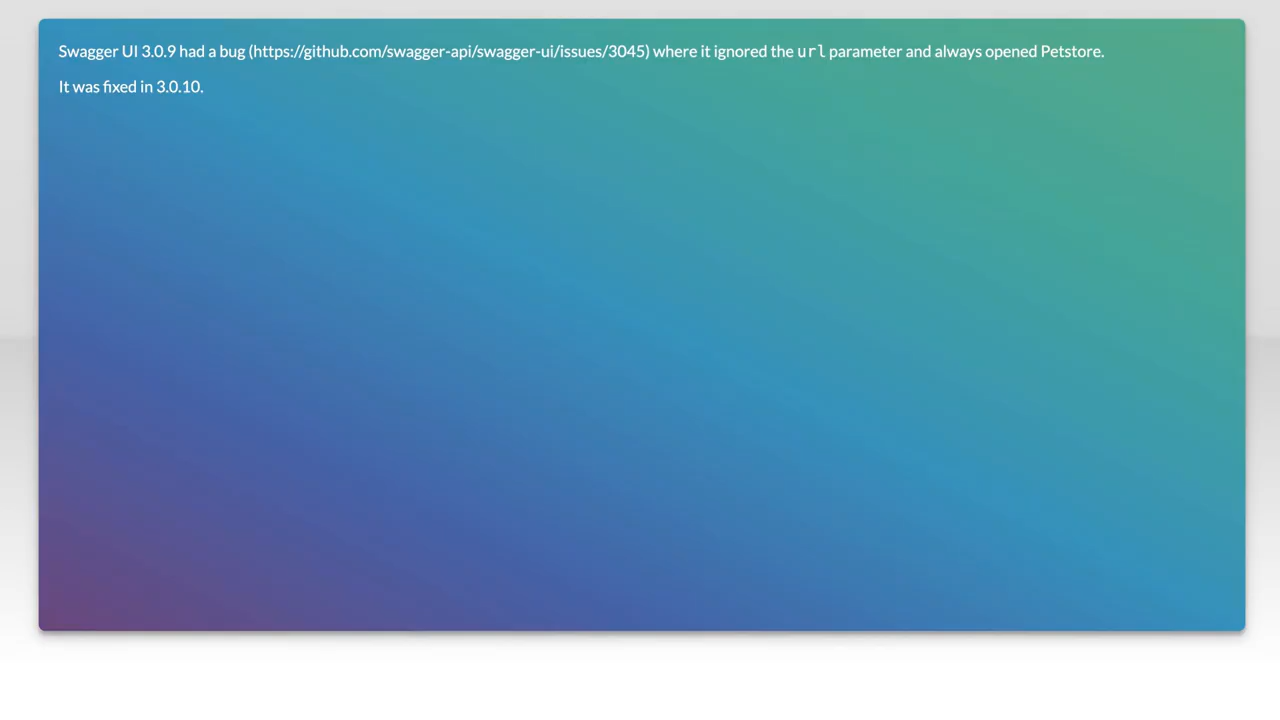 Swagger UI 3.0.9 had a bug (https://github.com/swagger-api/swagger-ui/issues/3045) where it ignored the url parameter and always opened Petstore.
It was fixed in 3.0.10.